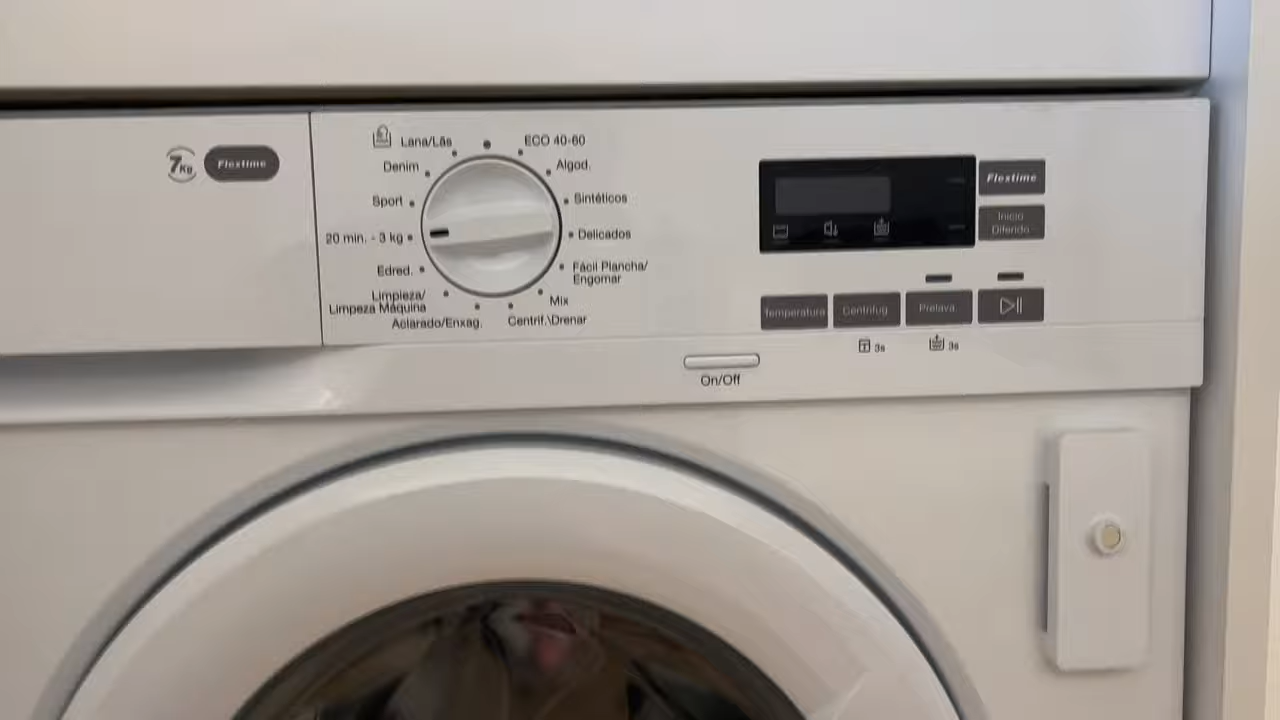 7Kg
Flextime
Lana/Lãs
ECO 40-60
Denim
Algod.
Sport
Sintéticos
20 min. - 3 kg
Delicados
Edred.
Fácil Plancha/
Engomar
Limpieza/
Limpeza Máquina
Mix
Aclarado/Enxag.
Centrif.\Drenar
Flextime
Inicio
Diferido
Temperatura
Centrifug
Prelava
3s
3s
On/Off